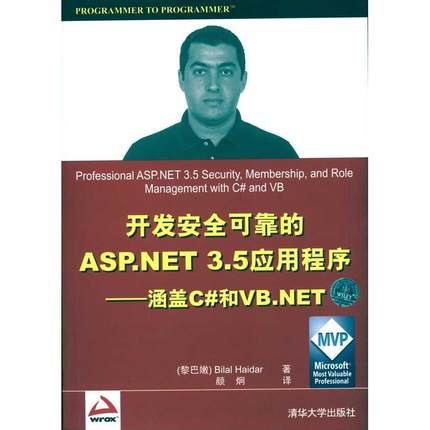 PROGRAMMER TO PROGRAMMER™
Professional ASP.NET 3.5 Security, Membership, and Role
Management with C# and VB
开发安全可靠的
ASP.NET 3.5应用程序
——涵盖C#和VB.NET
WILEY
(黎巴嫩) Bilal Haidar 著
颜 炯 译
MVP
Microsoft
Most Valuable
Professional
wrox™
清华大学出版社